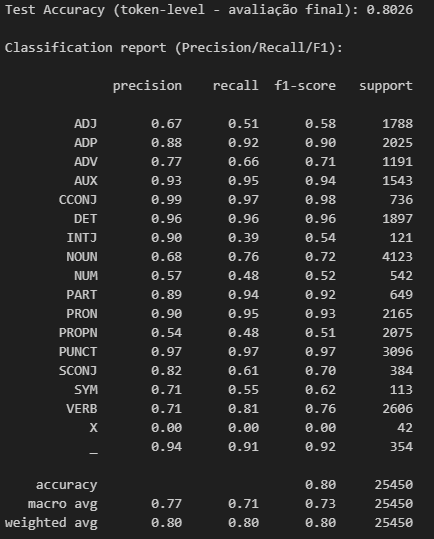 Test Accuracy (token-level - avaliação final): 0.8026
Classification report (Precision/Recall/F1):
precision recall f1-score support
ADJ 0.67 0.51 0.58 1788
ADP 0.88 0.92 0.90 2025
ADV 0.77 0.66 0.71 1191
AUX 0.93 0.95 0.94 1543
CCONJ 0.99 0.97 0.98 736
DET 0.96 0.96 0.96 1897
INTJ 0.90 0.39 0.54 121
NOUN 0.68 0.76 0.72 4123
NUM 0.57 0.48 0.52 542
PART 0.89 0.94 0.92 649
PRON 0.90 0.95 0.93 2165
PROPN 0.54 0.48 0.51 2075
PUNCT 0.97 0.97 0.97 3096
SCONJ 0.82 0.61 0.70 384
SYM 0.71 0.55 0.62 113
VERB 0.71 0.81 0.76 2606
X 0.00 0.00 0.00 42
_ 0.94 0.91 0.92 354
accuracy 0.80 25450
macro avg 0.77 0.71 0.73 25450
weighted avg 0.80 0.80 0.80 25450